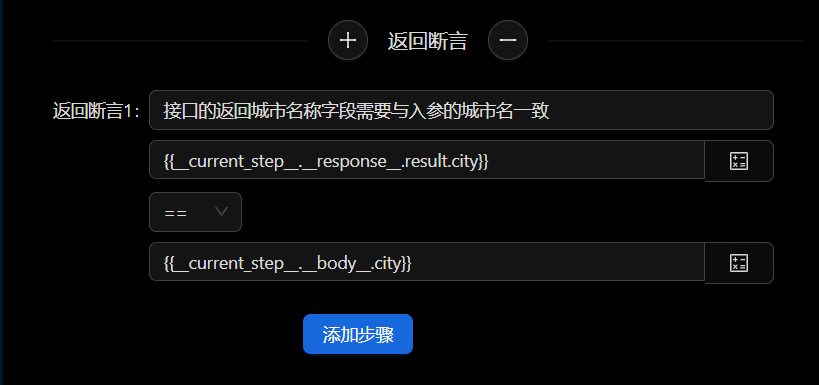 返回断言
返回断言1：
接口的返回城市名称字段需要与入参的城市名一致
{{__current_step__.__response__.result.city}}
==
{{__current_step__.__body__.city}}
添加步骤